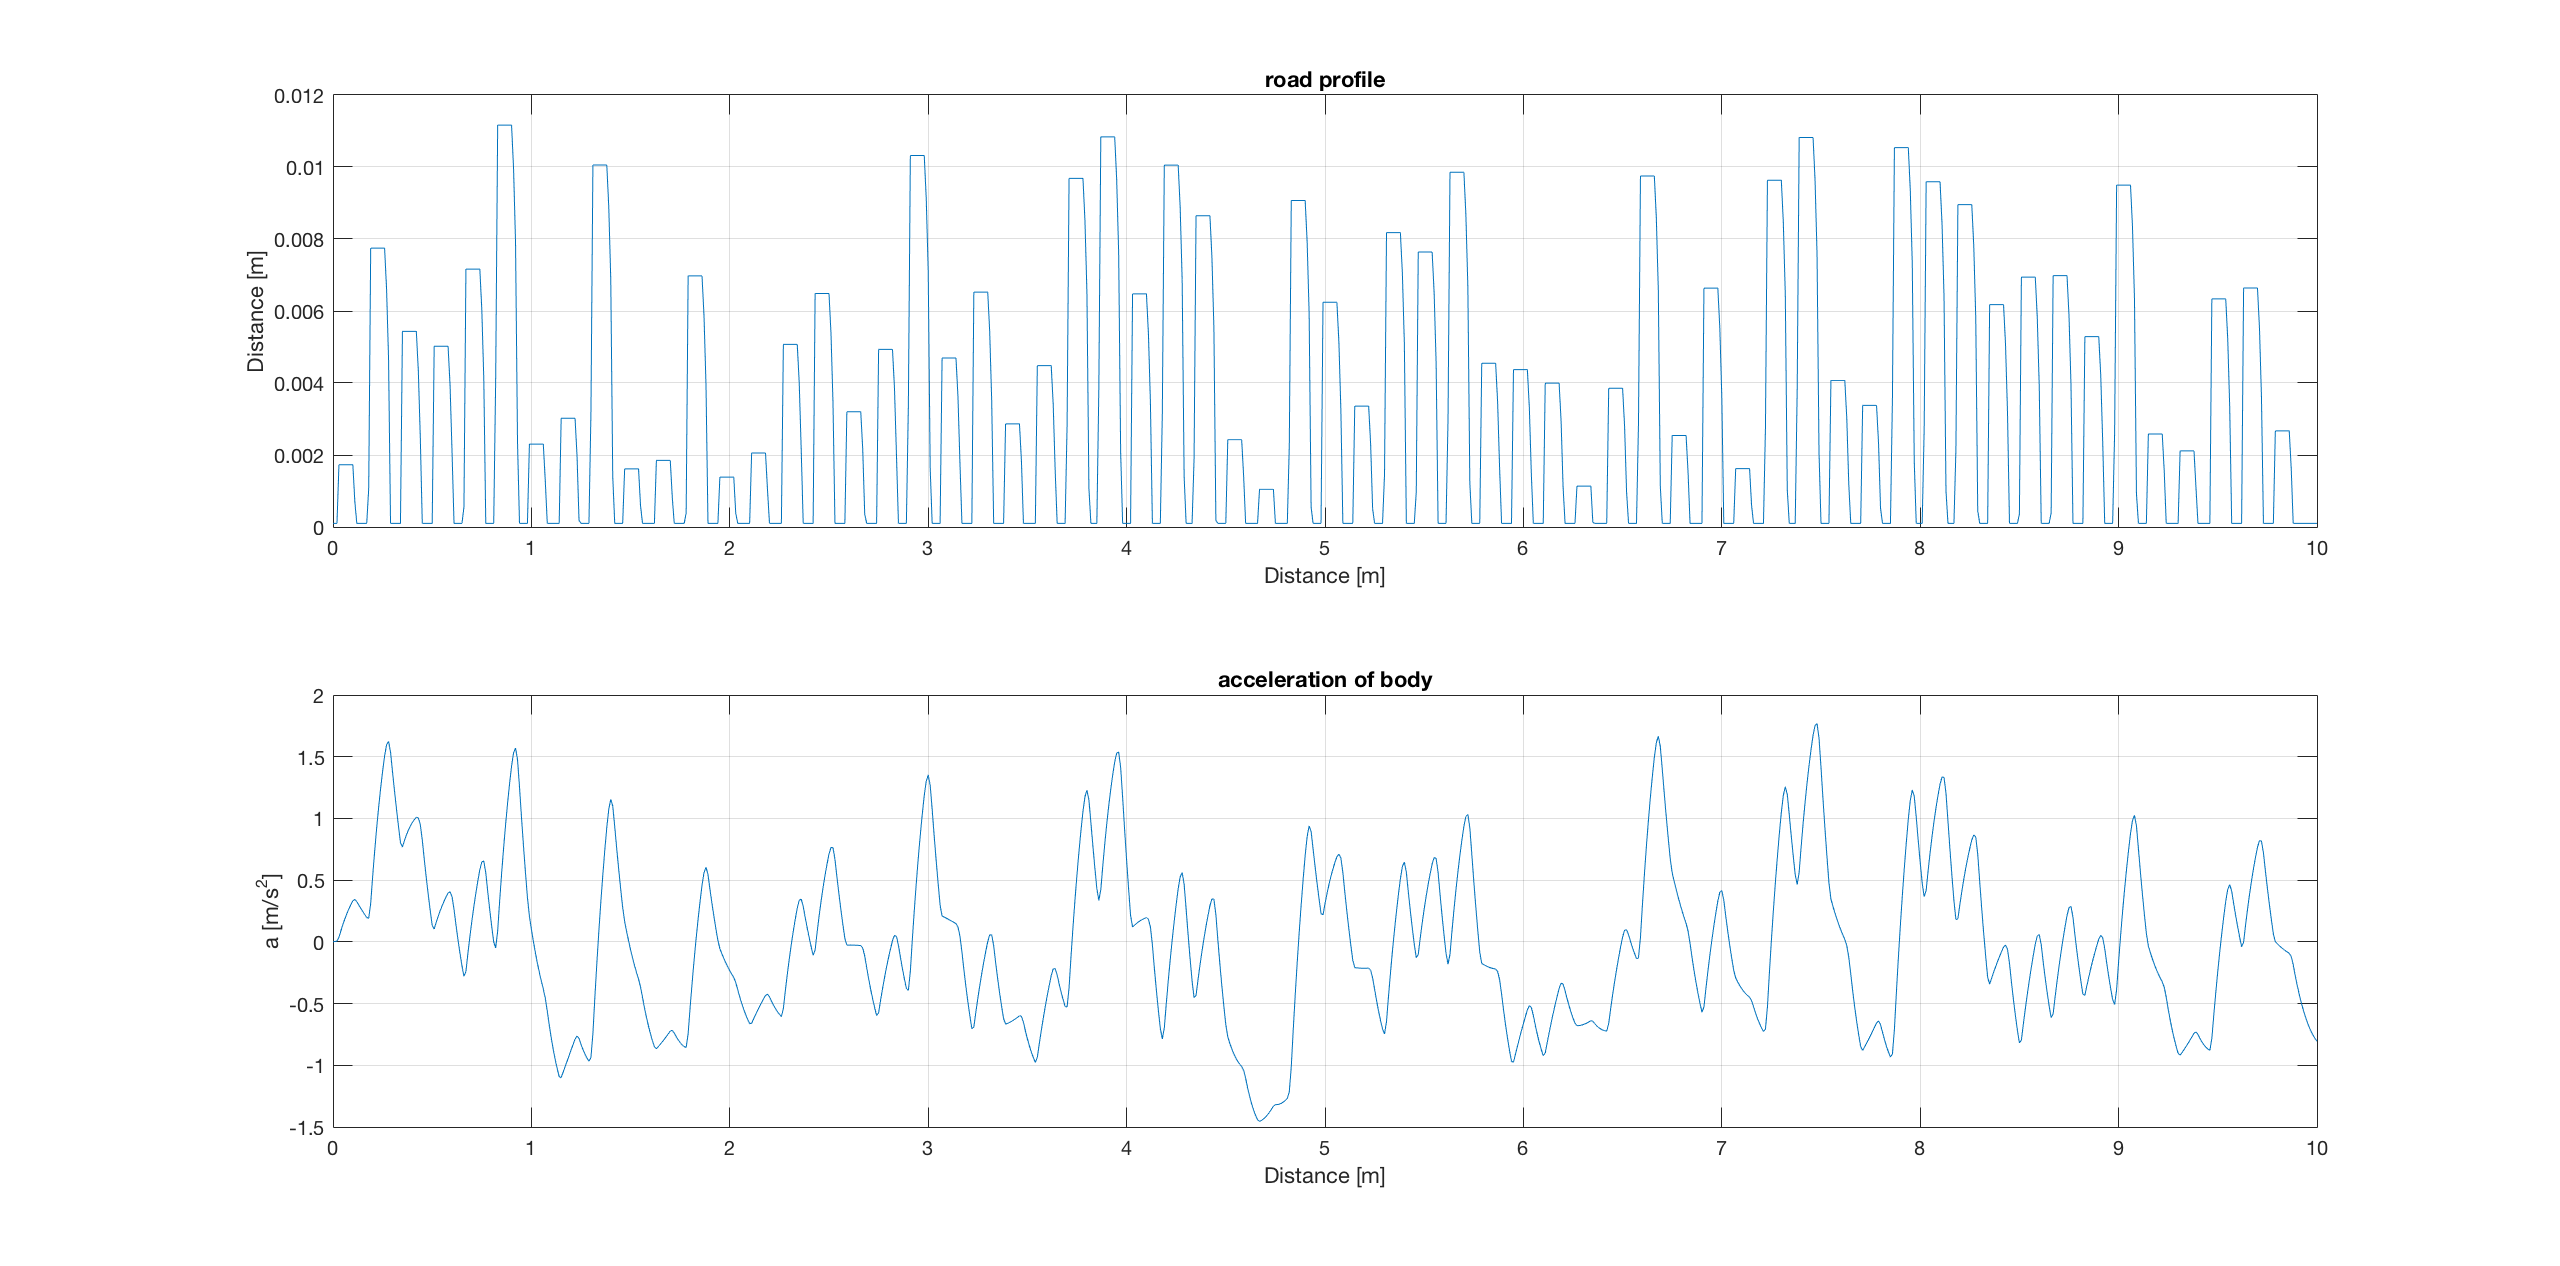 road profile
0.012
0.01
0.008
0.006
0.004
0.002
0
Distance [m]
0 1 2 3 4 5 6 7 8 9 10
Distance [m]
acceleration of body
2
1.5
1
0.5
0
-0.5
-1
-1.5
a [m/s²]
0 1 2 3 4 5 6 7 8 9 10
Distance [m]